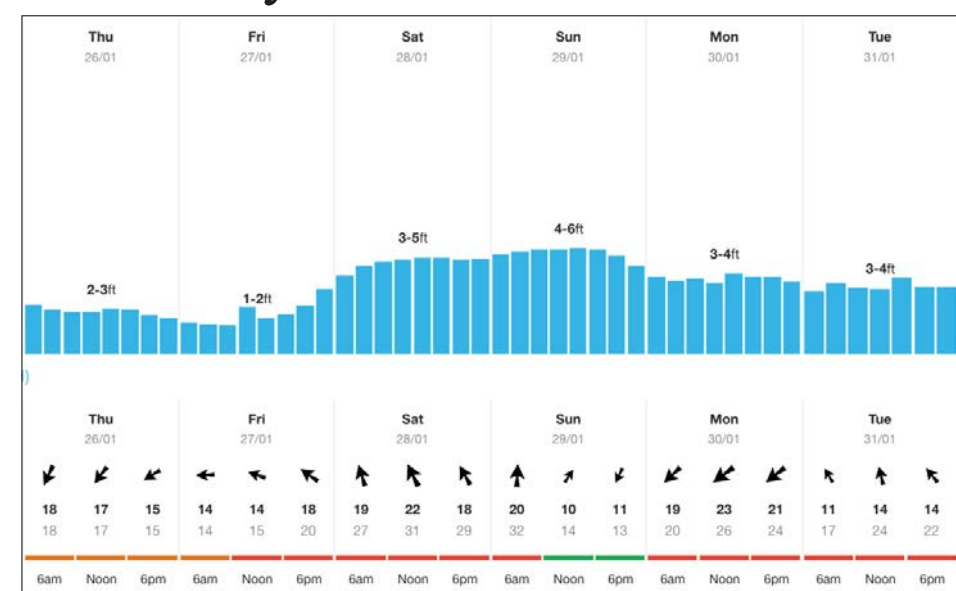 Thu Fri Sat Sun Mon Tue
26/01 27/01 28/01 29/01 30/01 31/01
4-6ft
3-5ft
3-4ft
3-4ft
2-3ft
1-2ft
)
Thu Fri Sat Sun Mon Tue
26/01 27/01 28/01 29/01 30/01 31/01
18 17 15 14 14 18 19 22 18 20 10 11 19 23 21 11 14 14
18 17 15 14 15 20 27 31 29 32 14 13 20 26 24 17 24 22
6am Noon 6pm 6am Noon 6pm 6am Noon 6pm 6am Noon 6pm 6am Noon 6pm 6am Noon 6pm